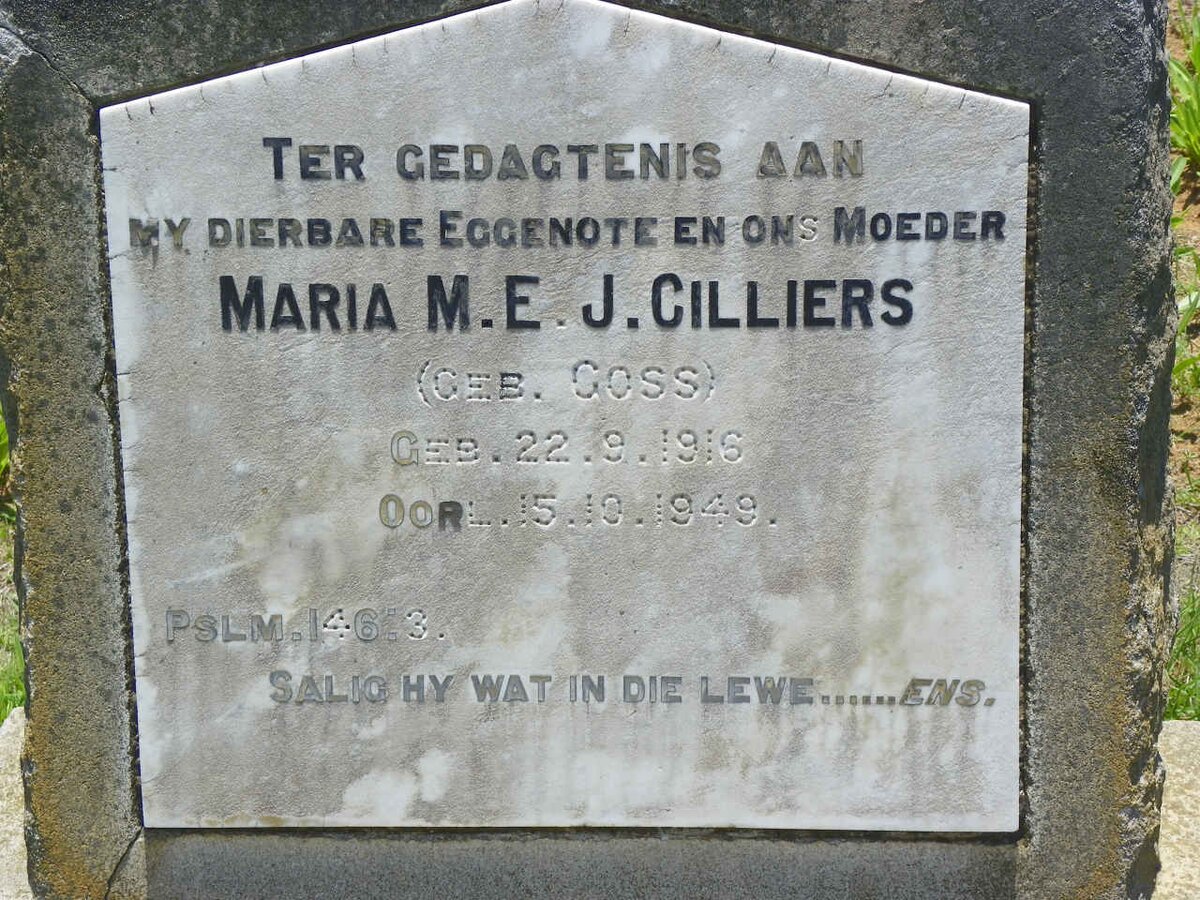 TER GEDAGTENIS AAN
MY DIERBARE EGGENOTE EN ONS MOEDER
MARIA M.E.J. CILLIERS
(GEB. GOSS)
GEB. 22.9.1916
OORL. 15.10.1949.
PSLM. 146:3.
SALIG HY WAT IN DIE LEWE.......ENS.